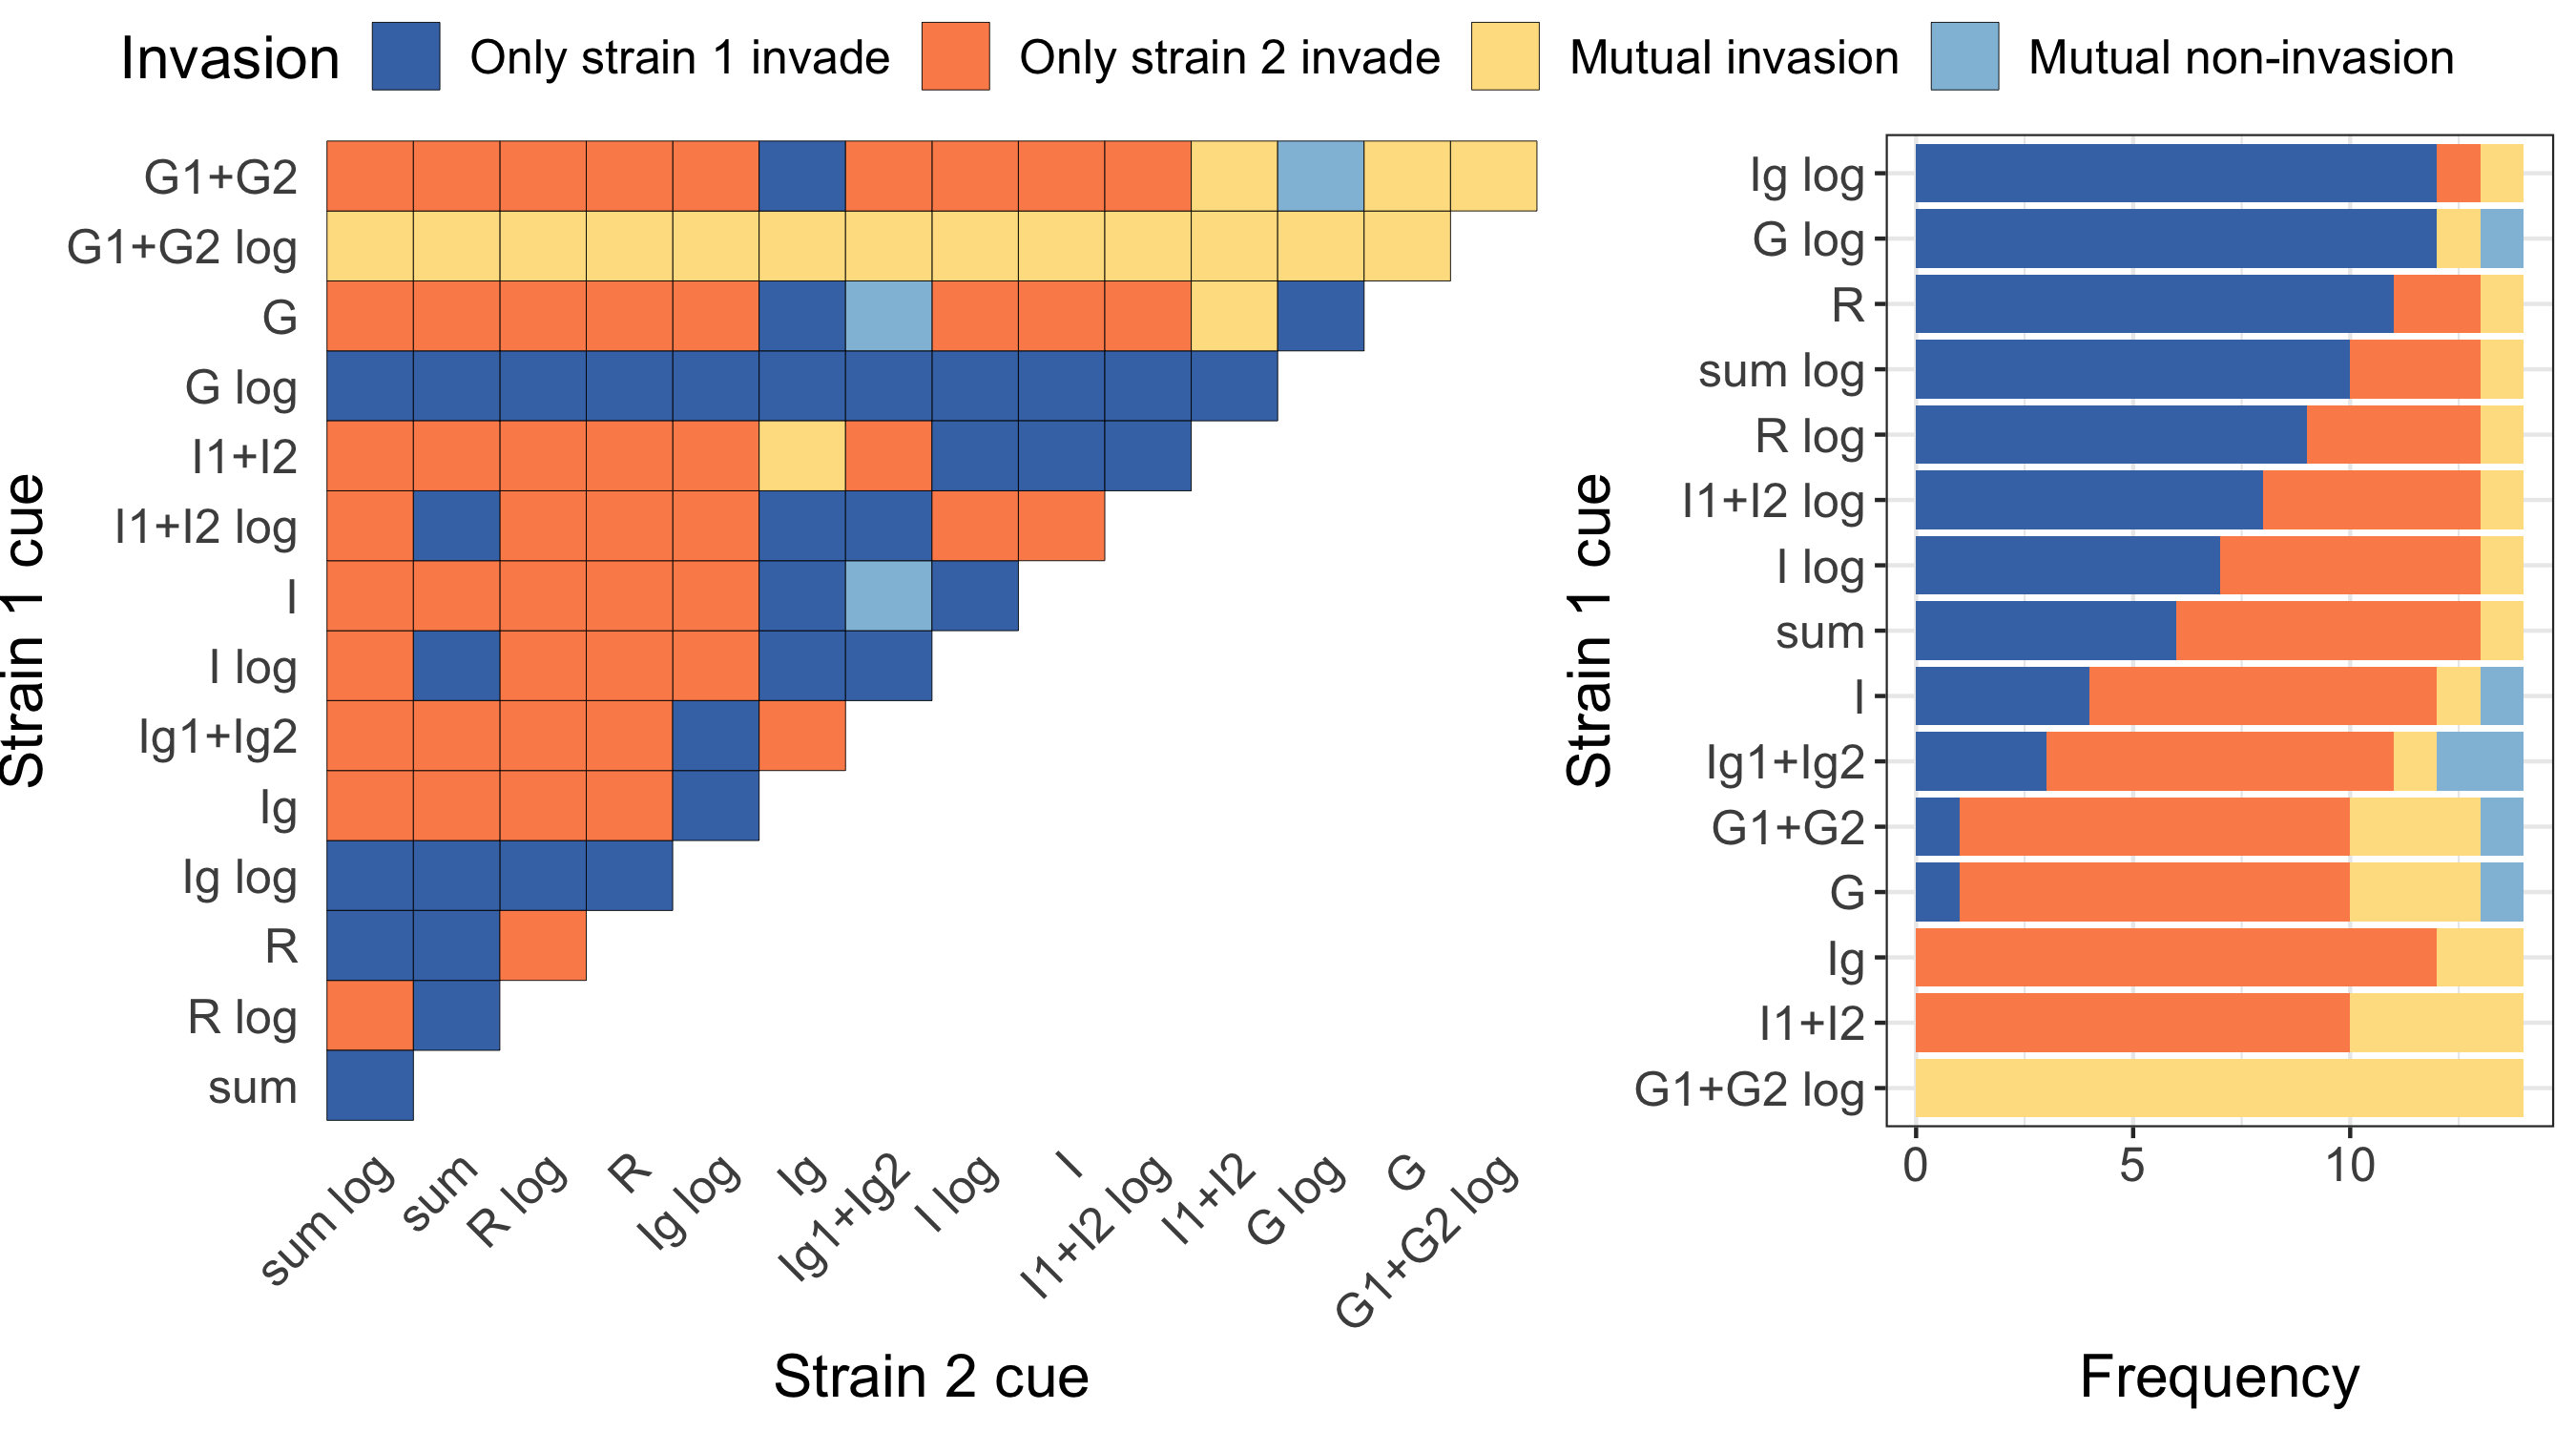 Invasion Only strain 1 invade Only strain 2 invade Mutual invasion Mutual non-invasion
Strain 1 cue
G1+G2
G1+G2 log
G
G log
I1+I2
I1+I2 log
I
I log
Ig1+Ig2
Ig
Ig log
R
R log
sum
sum log
sum
R log
R
Ig log
Ig
Ig1+Ig2
I log
I
I1+I2 log
I1+I2
G log
G
G1+G2 log
Strain 2 cue
Strain 1 cue
Ig log
G log
R
sum log
R log
I1+I2 log
I log
sum
I
Ig1+Ig2
G1+G2
G
Ig
I1+I2
G1+G2 log
0 5 10
Frequency